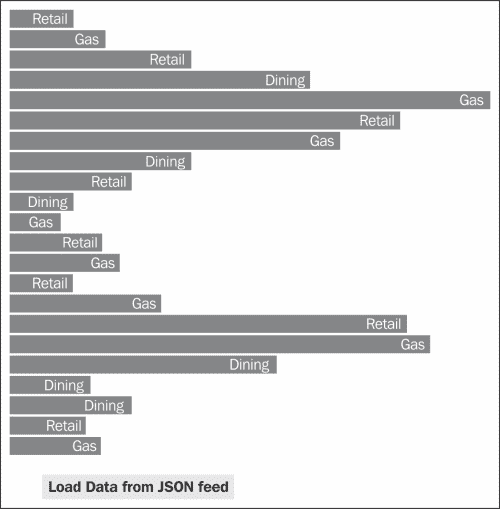 Retail
Gas
Retail
Dining
Gas
Retail
Gas
Dining
Retail
Dining
Gas
Retail
Gas
Retail
Gas
Retail
Gas
Dining
Dining
Dining
Retail
Gas
Load Data from JSON feed